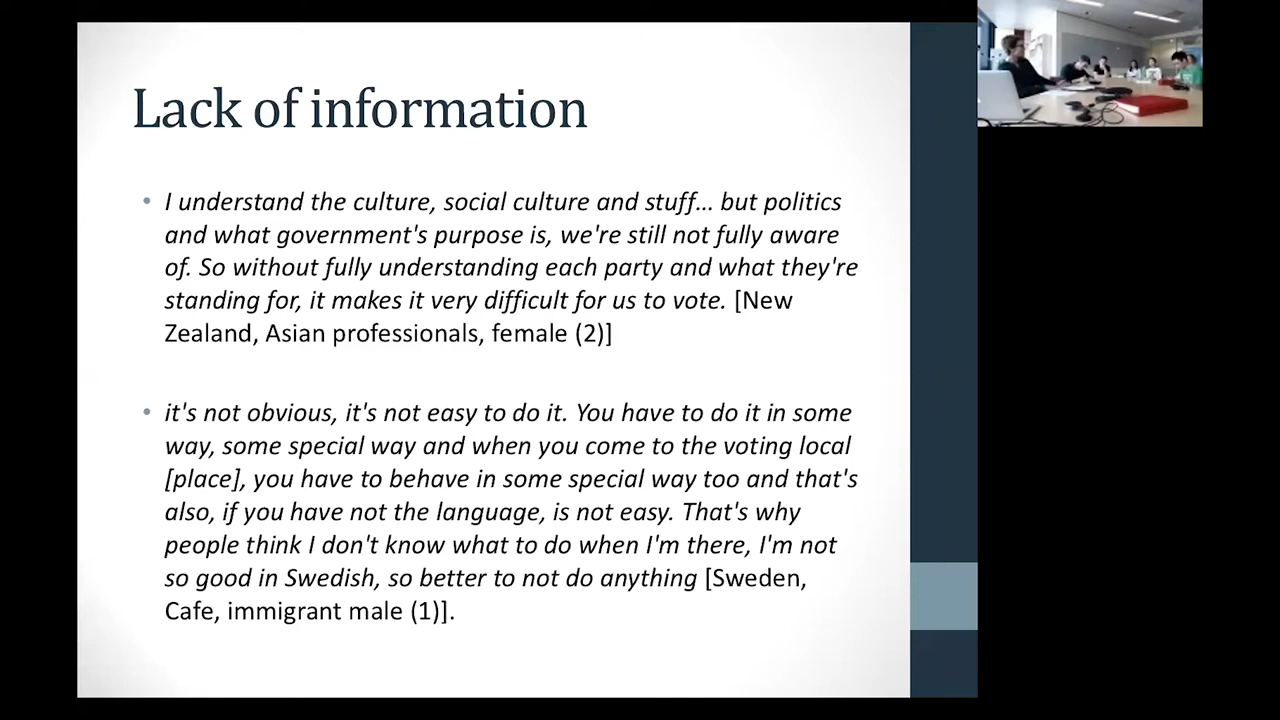 Lack of information
• I understand the culture, social culture and stuff... but politics
and what government's purpose is, we're still not fully aware
of. So without fully understanding each party and what they're
standing for, it makes it very difficult for us to vote. [New
Zealand, Asian professionals, female (2)]
• it's not obvious, it's not easy to do it. You have to do it in some
way, some special way and when you come to the voting local
[place], you have to behave in some special way too and that's
also, if you have not the language, is not easy. That's why
people think I don't know what to do when I'm there, I'm not
so good in Swedish, so better to not do anything [Sweden,
Cafe, immigrant male (1)].